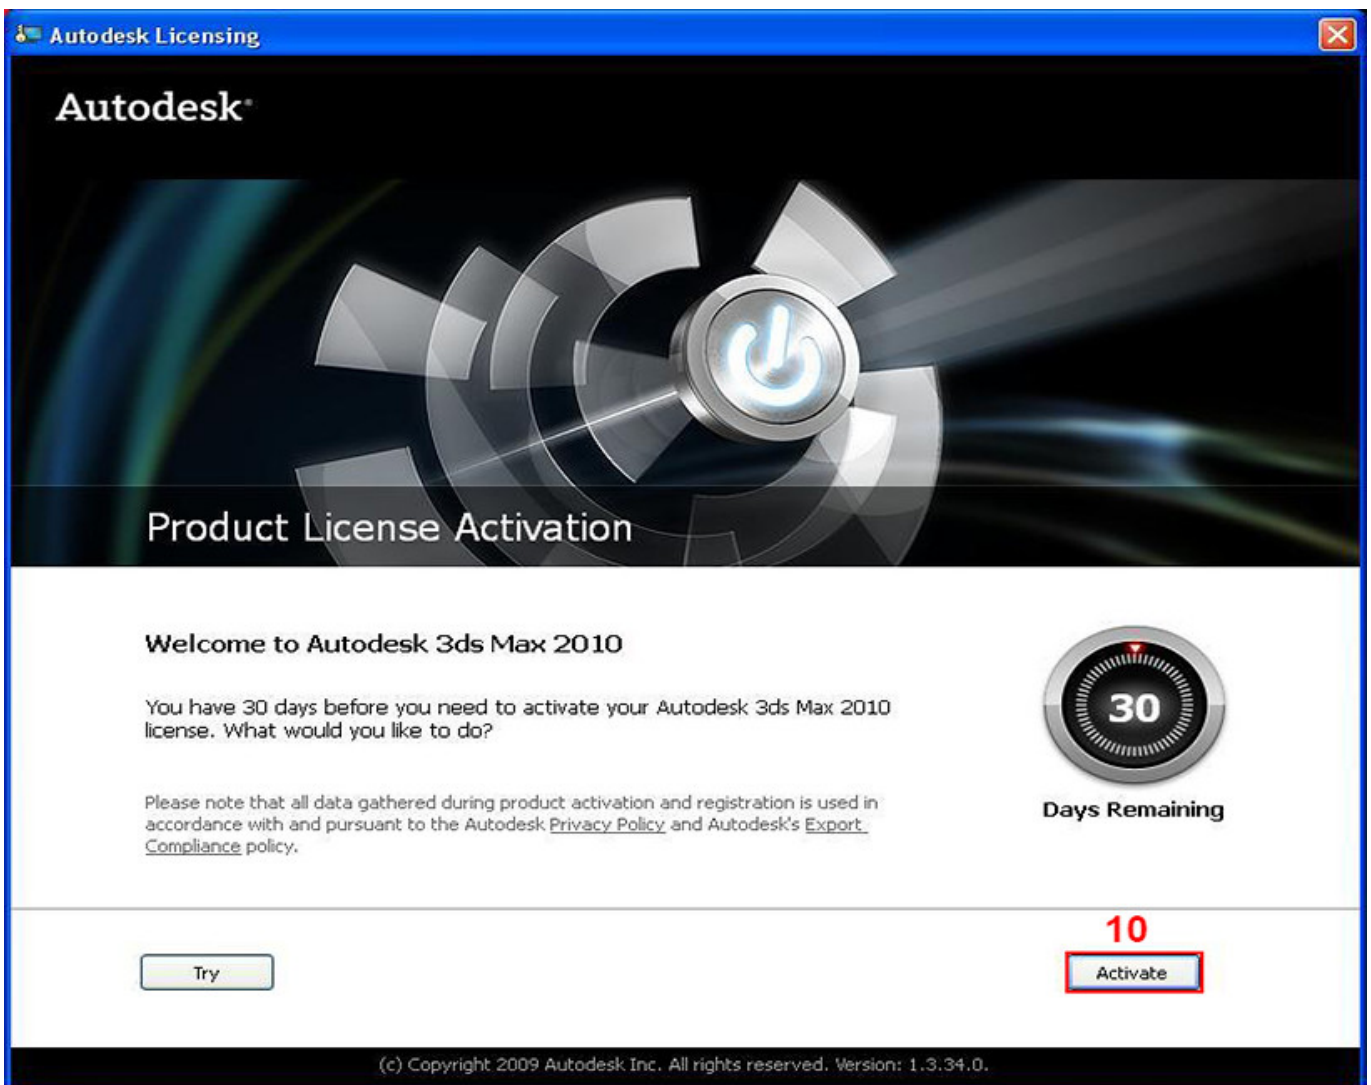 Autodesk Licensing
Autodesk®
Product License Activation
Welcome to Autodesk 3ds Max 2010
You have 30 days before you need to activate your Autodesk 3ds Max 2010
license. What would you like to do?
30
Days Remaining
Please note that all data gathered during product activation and registration is used in
accordance with and pursuant to the Autodesk Privacy Policy and Autodesk's Export
Compliance policy.
10
Try
Activate
(c) Copyright 2009 Autodesk Inc. All rights reserved. Version: 1.3.34.0.